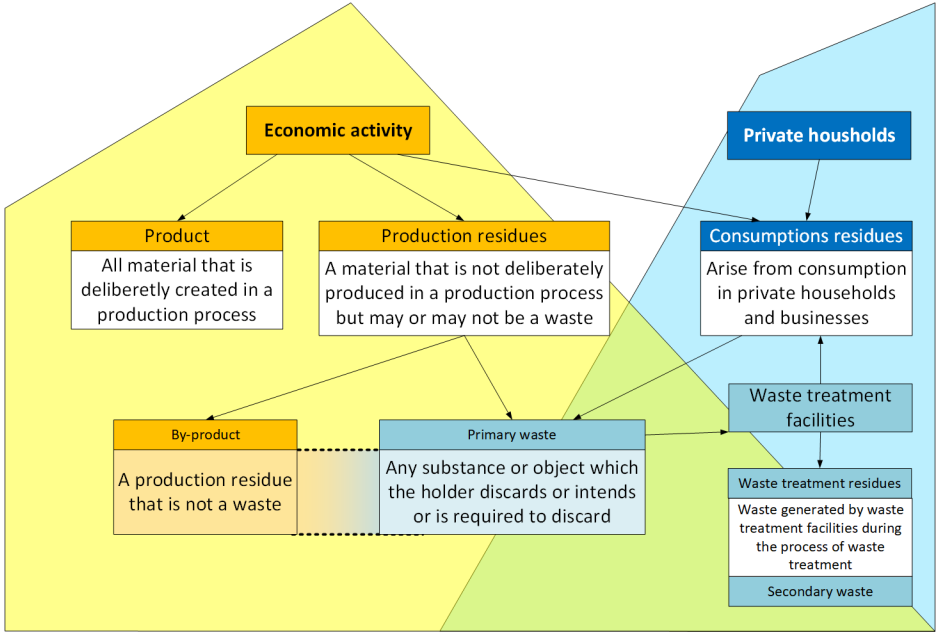 Economic activity
Private housholds
Product
All material that is
deliberetly created in a
production process
Production residues
A material that is not deliberately
produced in a production process
but may or may not be a waste
Consumptions residues
Arise from consumption
in private households
and businesses
Waste treatment
facilities
By-product
A production residue
that is not a waste
Primary waste
Any substance or object which
the holder discards or intends
or is required to discard
Waste treatment residues
Waste generated by waste
treatment facilities during
the process of waste
treatment
Secondary waste